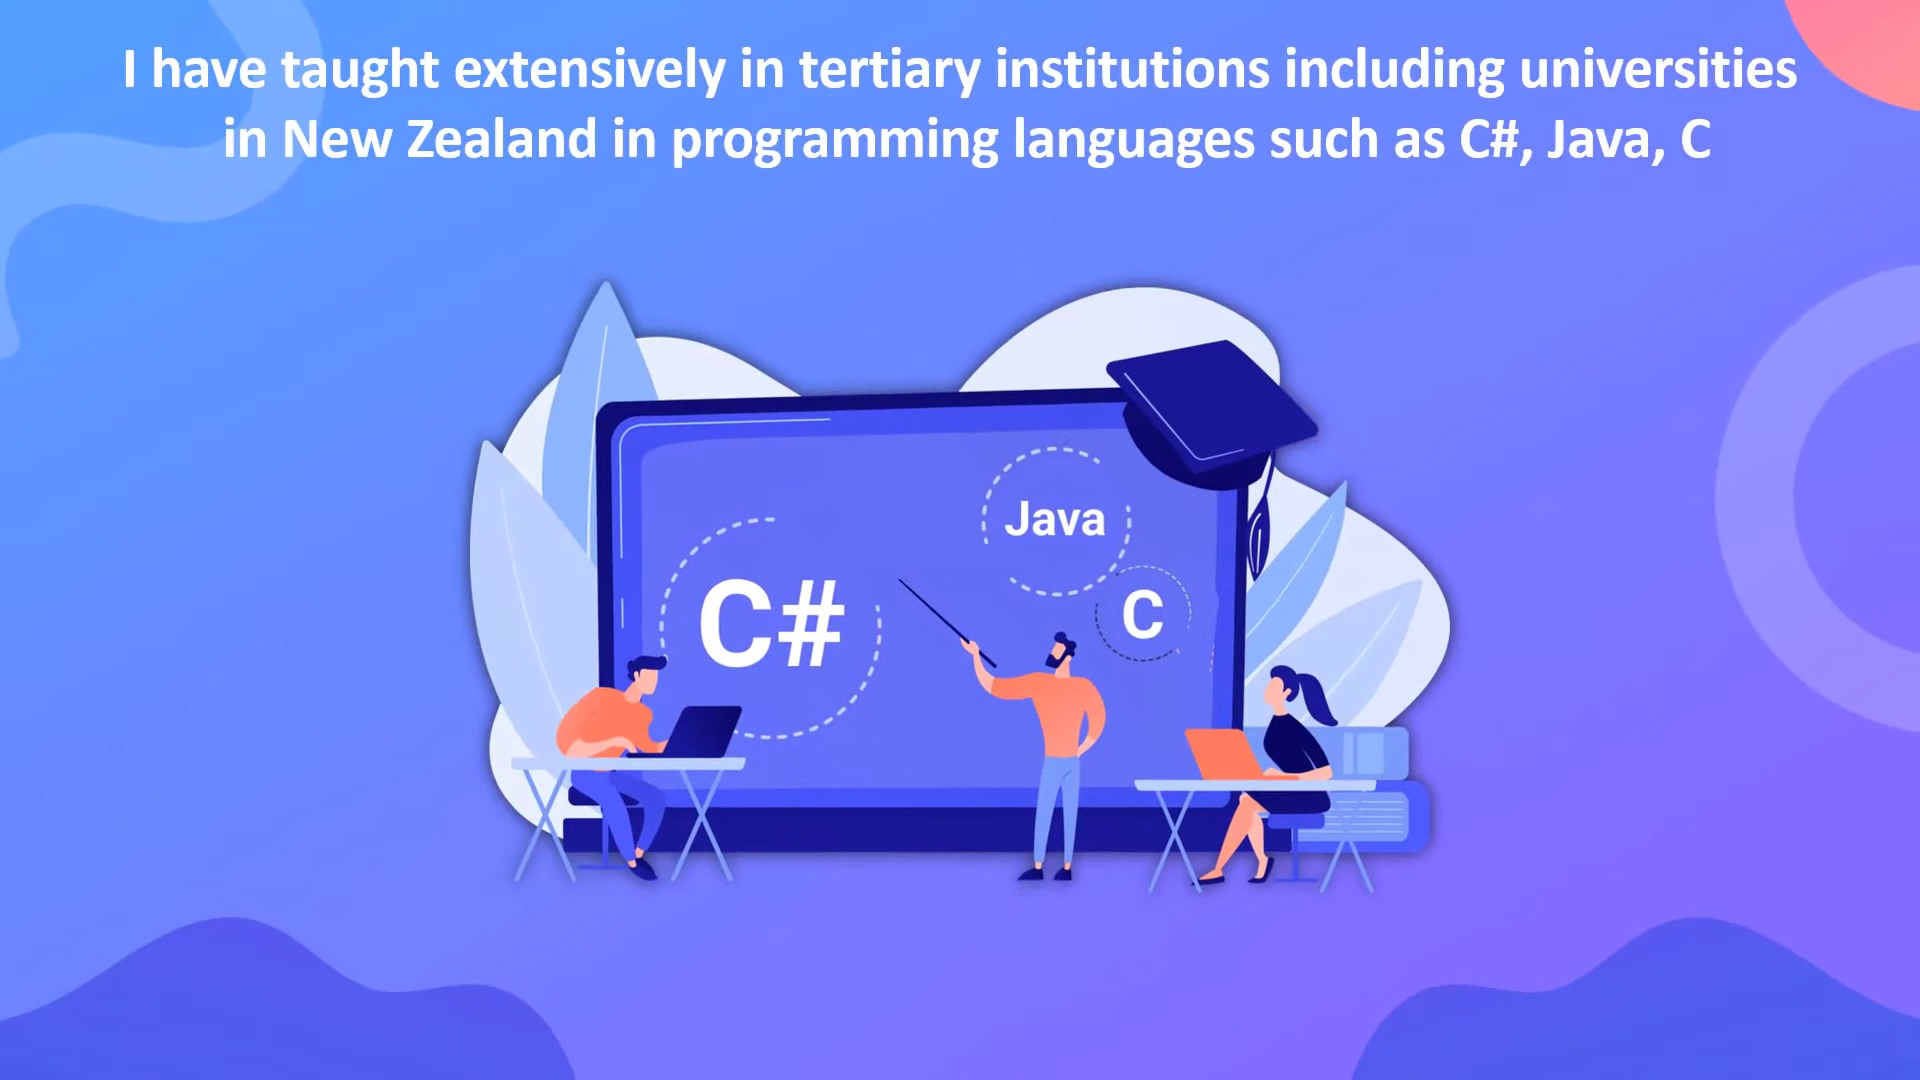 I have taught extensively in tertiary institutions including universities
in New Zealand in programming languages such as C#, Java, C
Java
C#
C